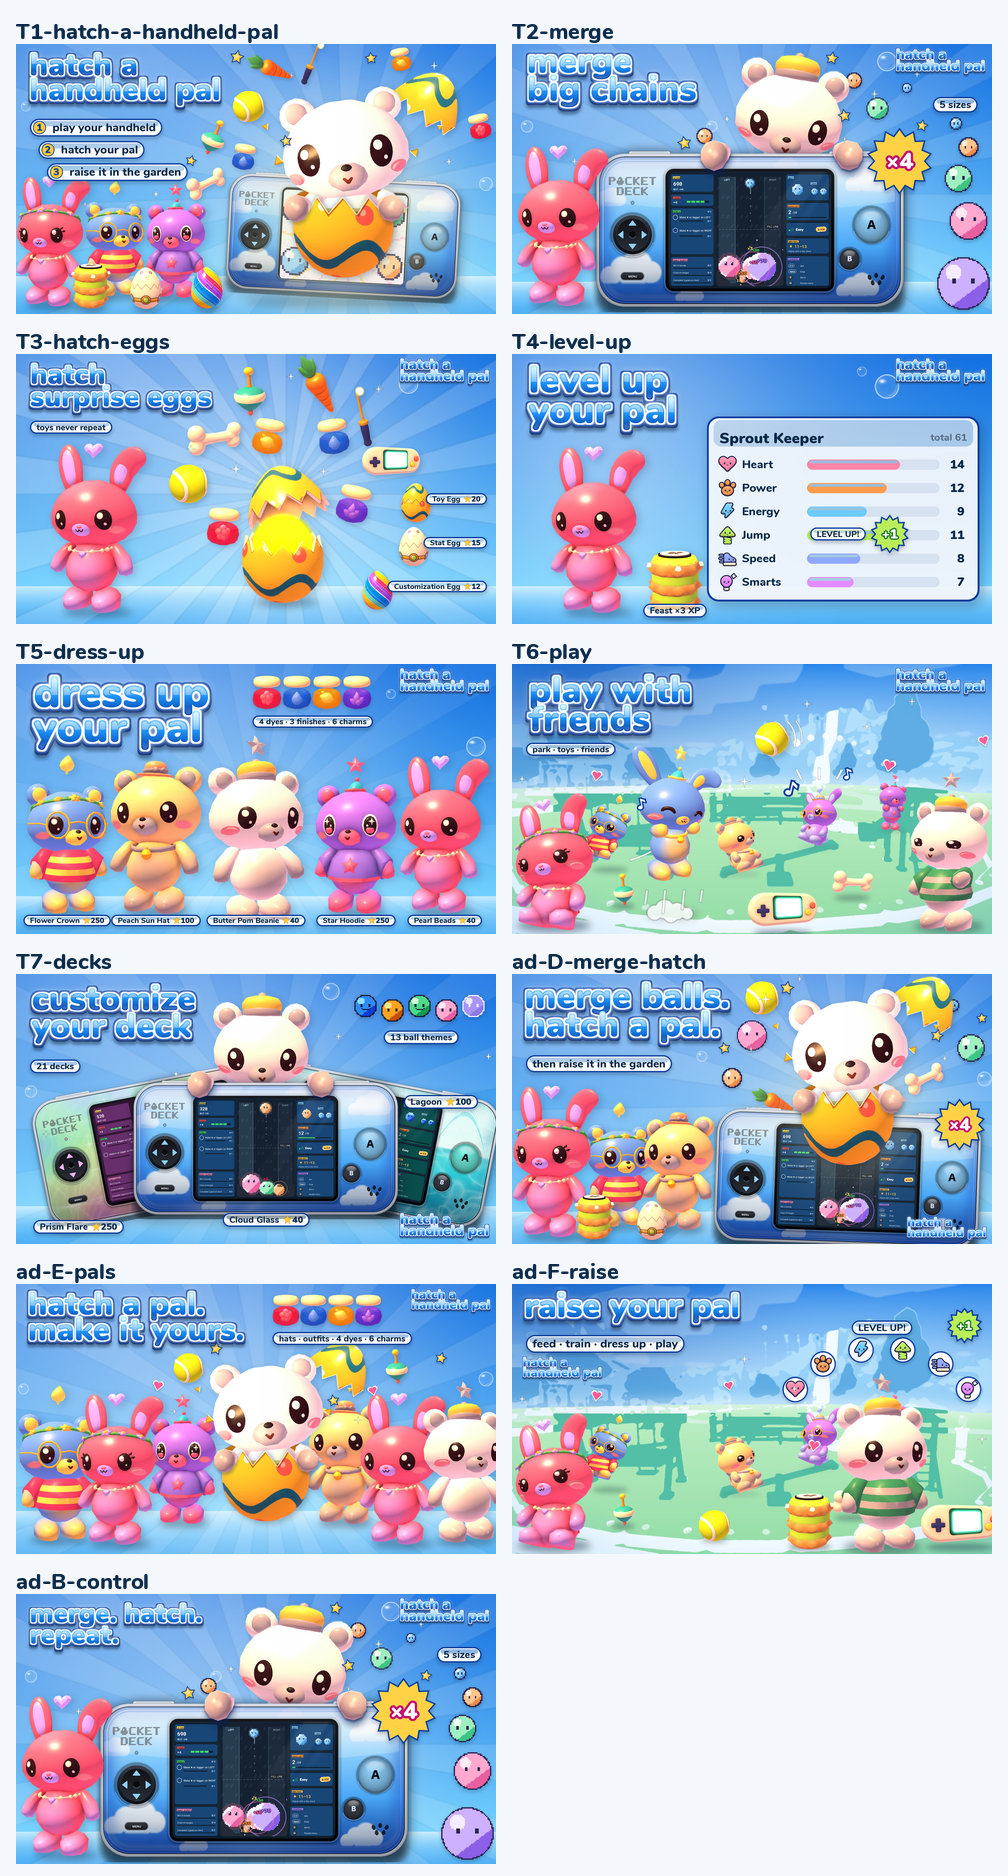 T1-hatch-a-handheld-pal
hatch a
handheld pal
1 play your handheld
2 hatch your pal
3 raise it in the garden
POCKET
DECK
A
B
T2-merge
merge
big chains
hatch a
handheld pal
5 sizes
×4
POCKET
DECK
690
A
B
MENU
T3-hatch-eggs
hatch
surprise eggs
hatch a
handheld pal
toys never repeat
Toy Egg 20
Stat Egg 15
Customization Egg 12
T4-level-up
level up
your pal
hatch a
handheld pal
Sprout Keeper total 61
Heart 14
Power 12
Energy 9
Jump LEVEL UP! +1 11
Speed 8
Smarts 7
Feast ×3 XP
T5-dress-up
dress up
your pal
hatch a
handheld pal
4 dyes · 3 finishes · 6 charms
Flower Crown 250
Peach Sun Hat 100
Butter Pom Beanie 40
Star Hoodie 250
Pearl Beads 40
T6-play
play with
friends
hatch a
handheld pal
park · toys · friends
T7-decks
customize
your deck
13 ball themes
21 decks
Lagoon 100
POCKET
DECK
POCKET
DECK
320
A
B
A
Prism Flare 250
Cloud Glass 40
hatch a
handheld pal
ad-D-merge-hatch
merge balls.
hatch a pal.
then raise it in the garden
×4
POCKET
DECK
690
A
B
hatch a
handheld pal
ad-E-pals
hatch a pal.
make it yours.
hatch a
handheld pal
hats · outfits · 4 dyes · 6 charms
ad-F-raise
raise your pal
feed · train · dress up · play
hatch a
handheld pal
LEVEL UP!
+1
ad-B-control
merge. hatch.
repeat.
hatch a
handheld pal
5 sizes
×4
POCKET
DECK
690
A
B
MENU